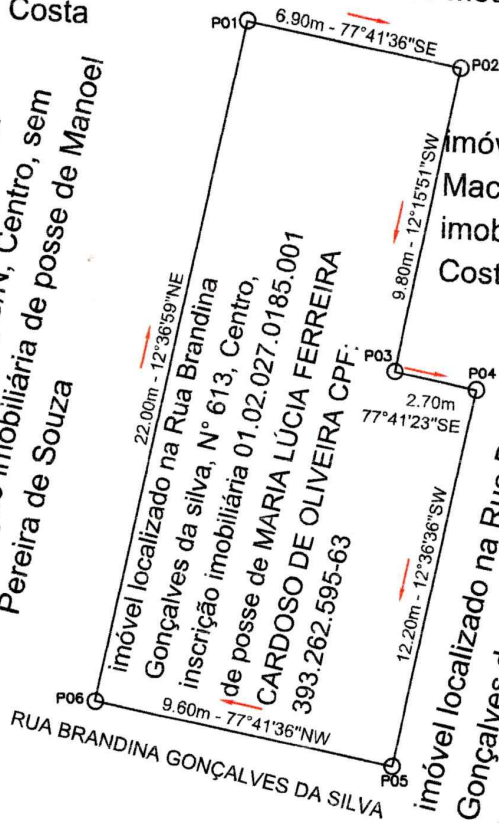 Costa
P01
6.90m - 77°41'36"SE
P02
Centro, sem
imobiliária de posse de Manoel
Pereira de Souza
22.00m - 12°36'59"NE
9.80m - 12°15'51"SW
Costa
P03
P04
2.70m
77°41'23"SE
imóvel localizado na Rua Brandina
Gonçalves da silva, N° 613, Centro,
inscrição imobiliária 01.02.027.0185.001
de posse de MARIA LÚCIA FERREIRA
CARDOSO DE OLIVEIRA CPF:
393.262.595-63
12.20m - 12°36'36"SW
imóvel localizado na Rua
Gonçalves
P06
9.60m - 77°41'36"NW
P05
RUA BRANDINA GONÇALVES DA SILVA